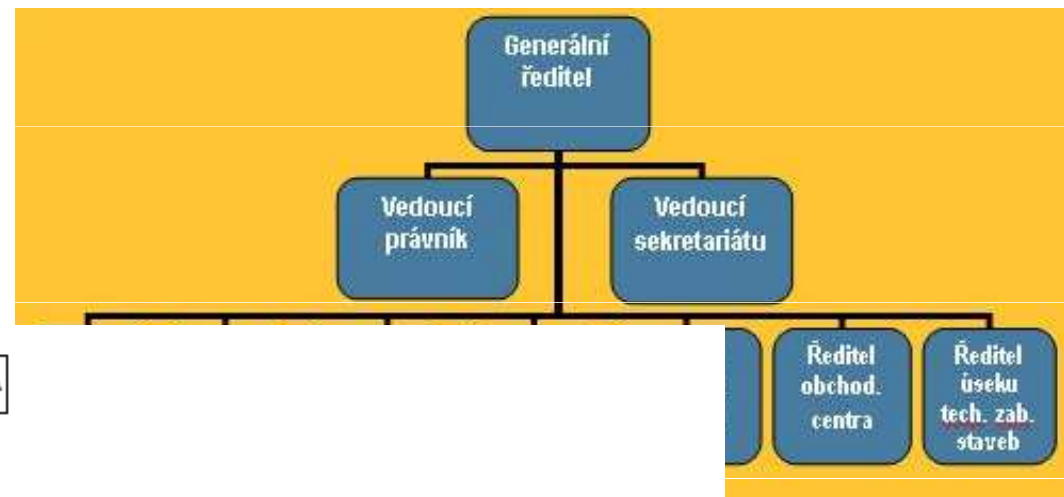 Generální
ředitel
Vedoucí
právník
Vedoucí
sekretariátu
Ředitel
obchod.
centra
Ředitel
úseku
tech. zab.
staveb